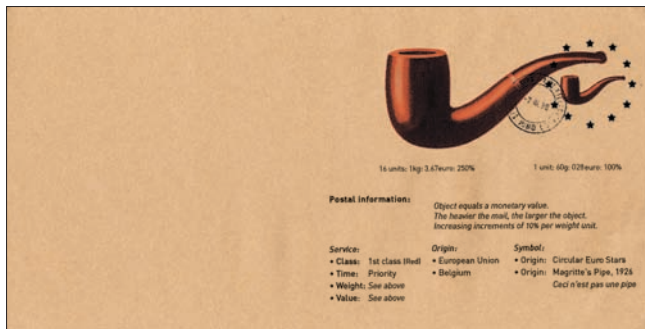 16 units: 1kg: 3.67euro: 250%
1 unit: 60g: 028euro: 100%
Postal information:
Object equals a monetary value.
The heavier the mail, the larger the object.
Increasing increments of 10% per weight unit.
Service:
• Class: 1st class (Red)
• Time: Priority
• Weight: See above
• Value: See above
Origin:
• European Union
• Belgium
Symbol:
• Origin: Circular Euro Stars
• Origin: Magritte's Pipe, 1926
Ceci n'est pas une pipe